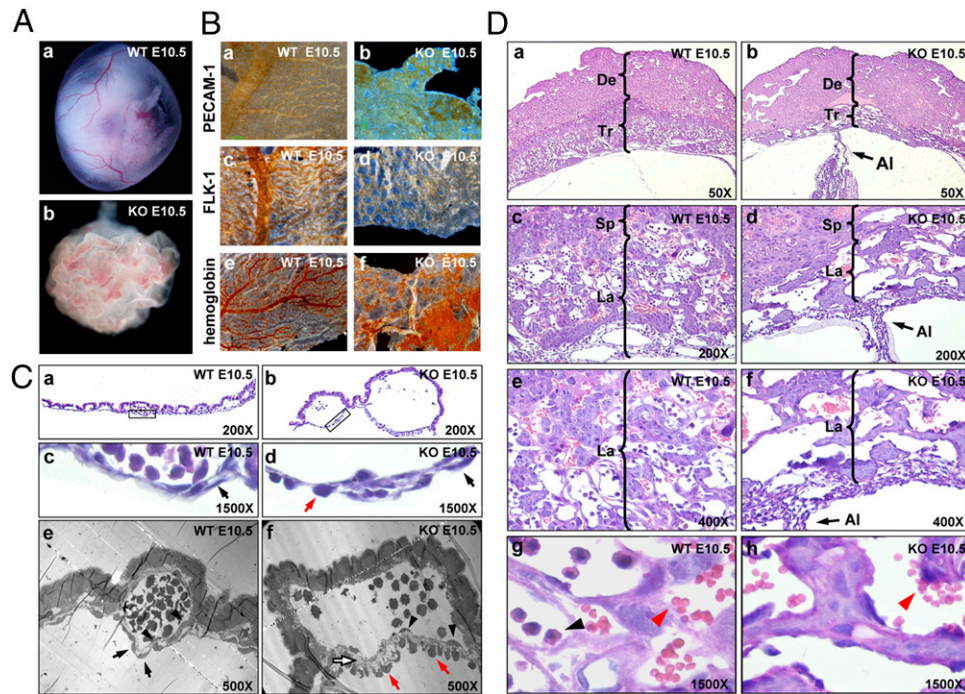 A
a
WT E10.5
b
KO E10.5
B
PECAM-1
a
WT E10.5
b
KO E10.5
FLK-1
c
WT E10.5
d
KO E10.5
hemoglobin
e
WT E10.5
f
KO E10.5
C
a
WT E10.5
200X
b
KO E10.5
200X
c
WT E10.5
1500X
d
KO E10.5
1500X
e
WT E10.5
500X
f
KO E10.5
500X
D
a
WT E10.5
De
Tr
50X
b
KO E10.5
De
Tr
Al
50X
c
WT E10.5
Sp
La
200X
d
KO E10.5
Sp
La
Al
200X
e
WT E10.5
La
400X
f
KO E10.5
La
Al
400X
g
WT E10.5
1500X
h
KO E10.5
1500X